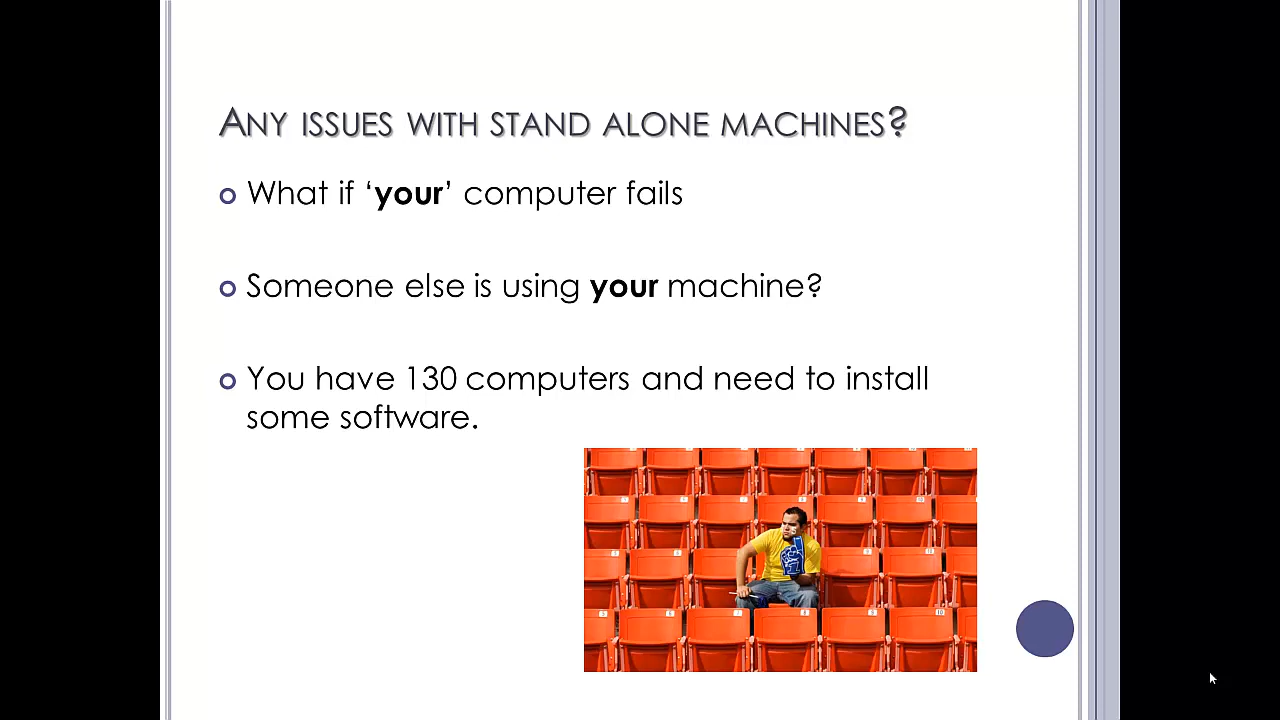 Any issues with stand alone machines?
What if ‘your’ computer fails
Someone else is using your machine?
You have 130 computers and need to install
some software.